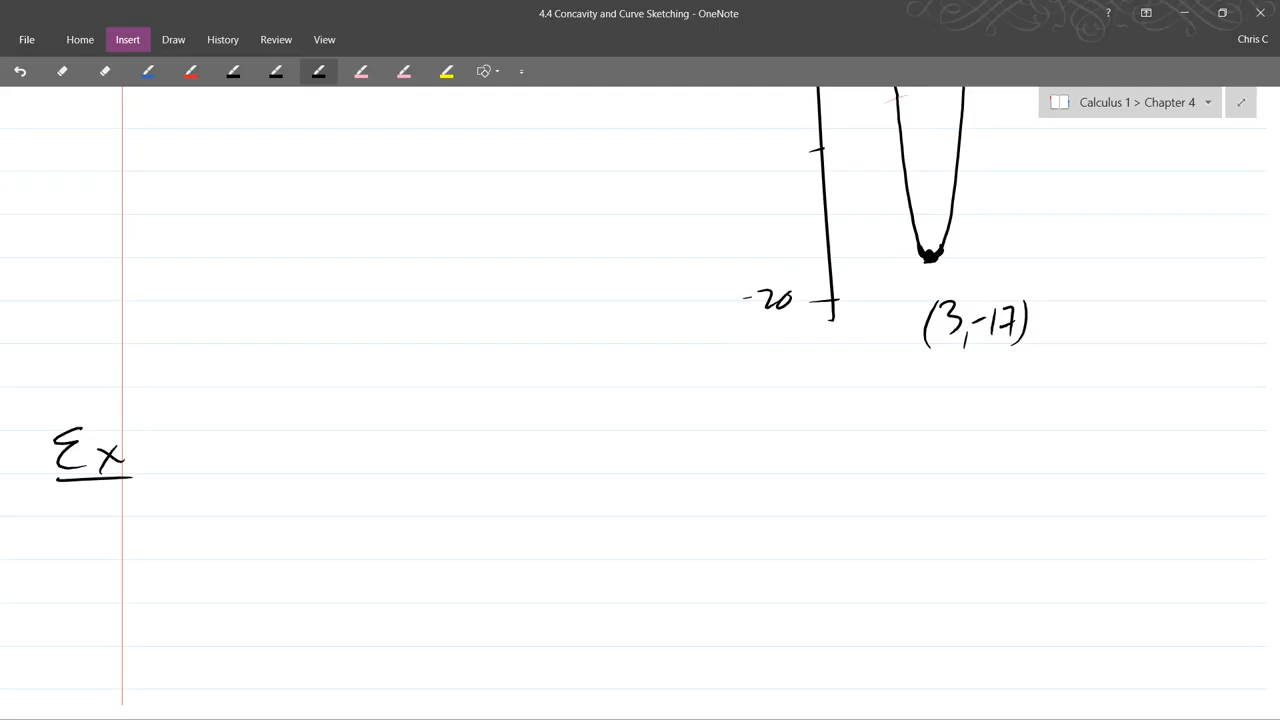 4.4 Concavity and Curve Sketching - OneNote
?
File Home Insert Draw History Review View
Chris C
Calculus 1 > Chapter 4
-20
(3,-17)
Ex